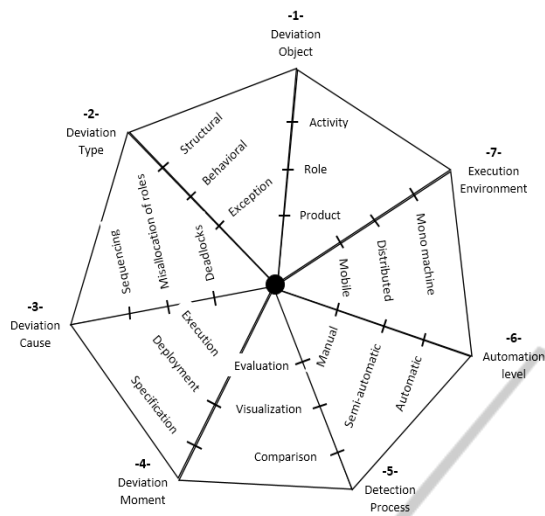 -1-
Deviation
Object
Activity
Role
Product
-2-
Deviation
Type
Structural
Behavioral
Exception
-3-
Deviation
Cause
Sequencing
Misallocation of roles
Deadlocks
-4-
Deviation
Moment
Specification
Deployment
Execution
-5-
Detection
Process
Evaluation
Visualization
Comparison
-6-
Automation
level
Manual
Semi-automatic
Automatic
-7-
Execution
Environment
Mobile
Distributed
Mono machine